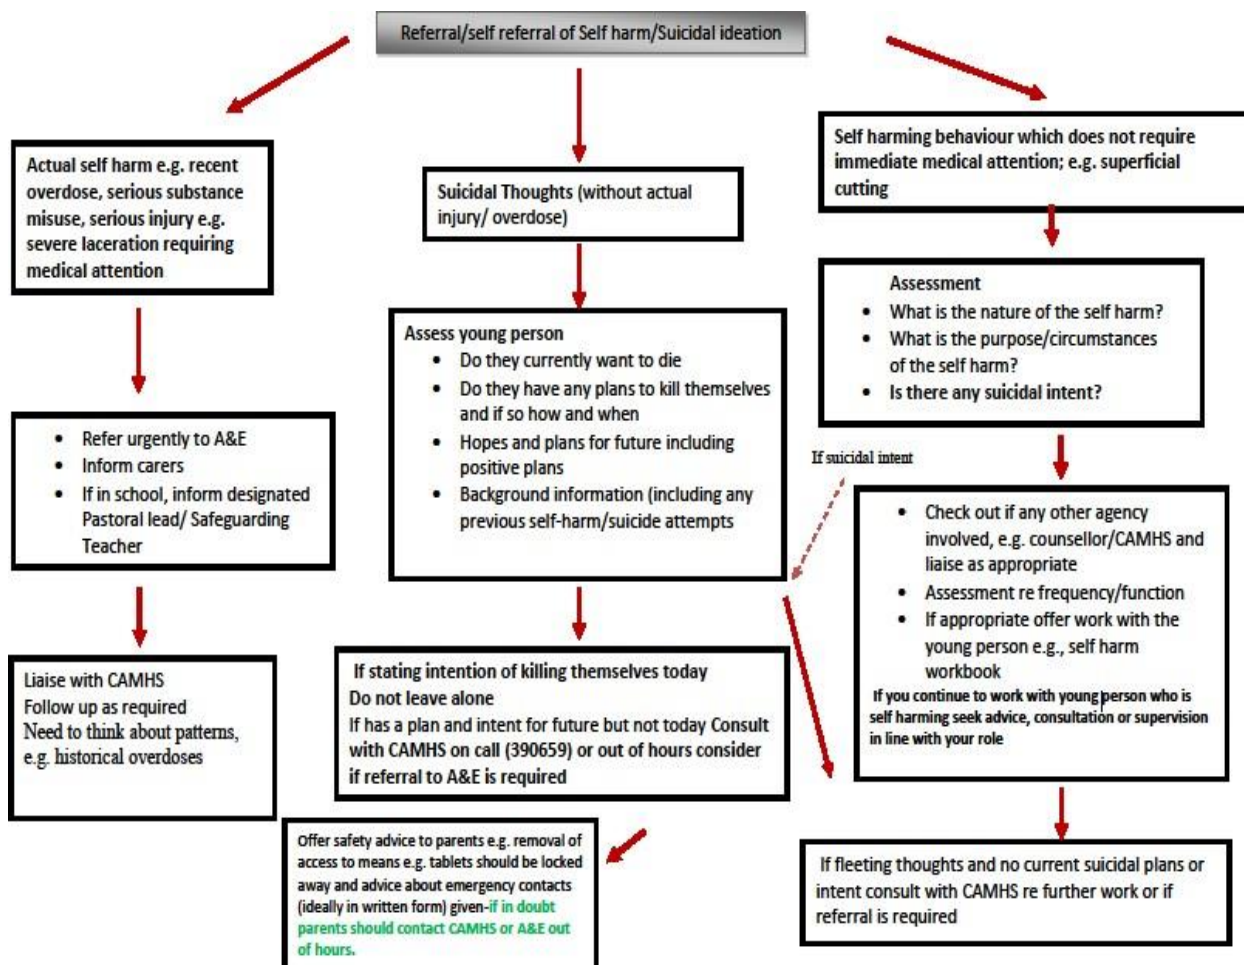 Referral/self referral of Self harm/Suicidal ideation
Actual self harm e.g. recent
overdose, serious substance
misuse, serious injury e.g.
severe laceration requiring
medical attention
• Refer urgently to A&E
• Inform carers
• If in school, inform designated
Pastoral lead/ Safeguarding
Teacher
Liaise with CAMHS
Follow up as required
Need to think about patterns,
e.g. historical overdoses
Suicidal Thoughts (without actual
injury/ overdose)
Assess young person
• Do they currently want to die
• Do they have any plans to kill themselves
and if so how and when
• Hopes and plans for future including
positive plans
• Background information (including any
previous self-harm/suicide attempts
If stating intention of killing themselves today
Do not leave alone
If has a plan and intent for future but not today Consult
with CAMHS on call (390659) or out of hours consider
if referral to A&E is required
Offer safety advice to parents e.g. removal of
access to means e.g. tablets should be locked
away and advice about emergency contacts
(ideally in written form) given-if in doubt
parents should contact CAMHS or A&E out
of hours.
Self harming behaviour which does not require
immediate medical attention; e.g. superficial
cutting
Assessment
• What is the nature of the self harm?
• What is the purpose/circumstances
of the self harm?
• Is there any suicidal intent?
If suicidal intent
• Check out if any other agency
involved, e.g. counsellor/CAMHS and
liaise as appropriate
• Assessment re frequency/function
• If appropriate offer work with the
young person e.g., self harm
workbook
If you continue to work with young person who is
self harming seek advice, consultation or supervision
in line with your role
If fleeting thoughts and no current suicidal plans or
intent consult with CAMHS re further work or if
referral is required